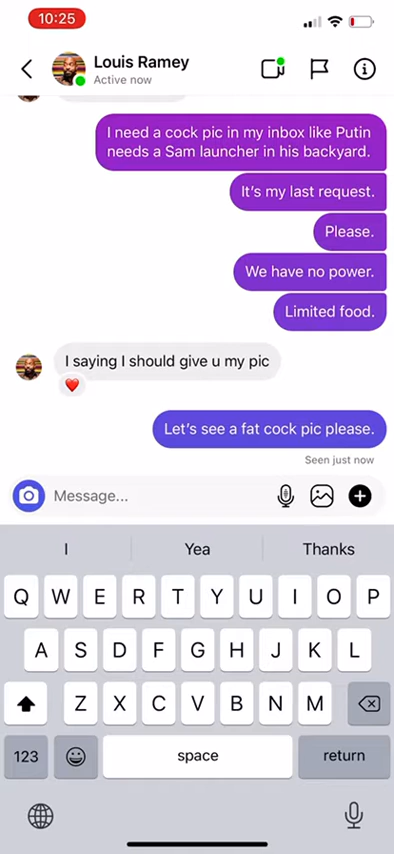 10:25
Louis Ramey
Active now
I need a cock pic in my inbox like Putin
needs a Sam launcher in his backyard.
It's my last request.
Please.
We have no power.
Limited food.
I saying I should give u my pic
Let's see a fat cock pic please.
Seen just now
Message...
I Yea Thanks
Q W E R T Y U I O P
A S D F G H J K L
Z X C V B N M
123 space return